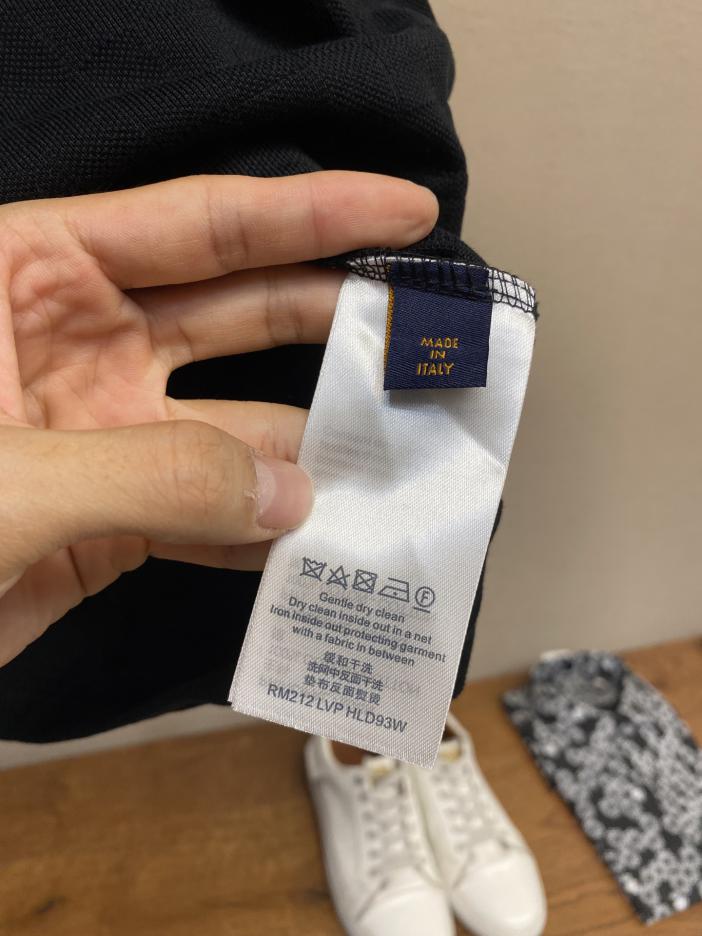 MADE
IN
ITALY
Gentle dry clean
Dry clean inside out in a net
Iron inside out protecting garment
with a fabric in between
缓和干洗
洗网中反面干洗
垫布反面熨烫
RM212 LVP HLD93W